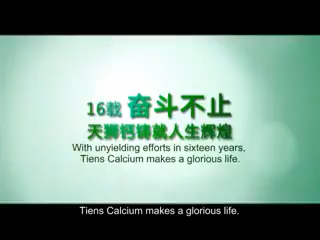 16载 奋斗不止
天狮钙铸就人生辉煌
With unyielding efforts in sixteen years,
Tiens Calcium makes a glorious life.
Tiens Calcium makes a glorious life.